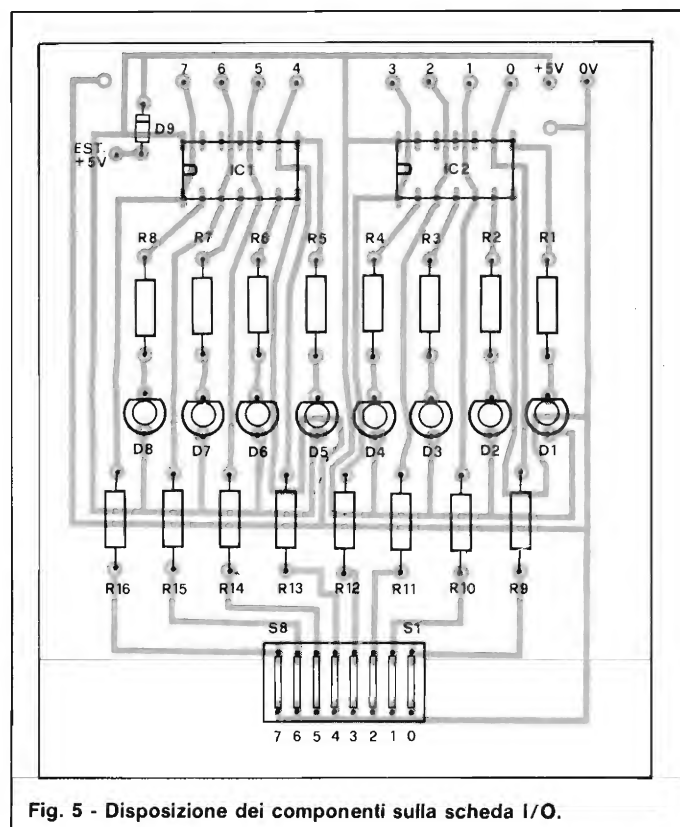 7 6 5 4 3 2 1 0 +5V 0V
D9
EST.
+5V
IC1 IC2
R8 R7 R6 R5 R4 R3 R2 R1
D8 D7 D6 D5 D4 D3 D2 D1
R16 R15 R14 R13 R12 R11 R10 R9
S8 S1
7 6 5 4 3 2 1 0
Fig. 5 - Disposizione dei componenti sulla scheda I/O.